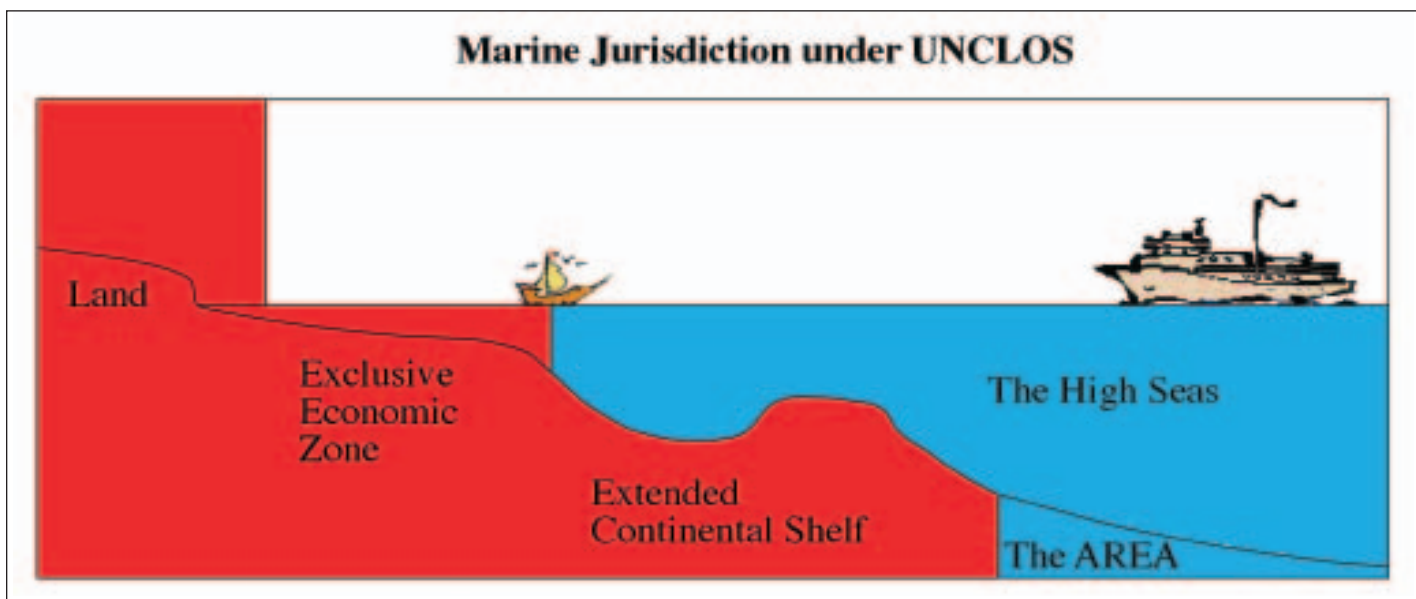 Marine Jurisdiction under UNCLOS
Land
Exclusive
Economic
Zone
The High Seas
Extended
Continental Shelf
The AREA